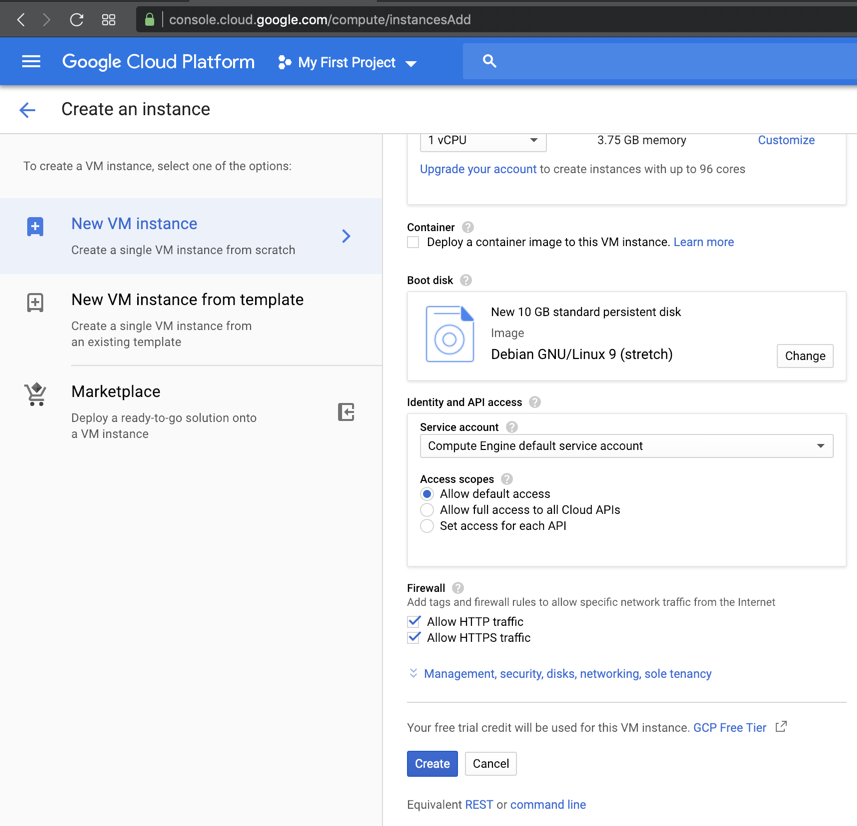 console.cloud.google.com/compute/instancesAdd
Google Cloud Platform
My First Project
Create an instance
To create a VM instance, select one of the options:
New VM instance
Create a single VM instance from scratch
New VM instance from template
Create a single VM instance from
an existing template
Marketplace
Deploy a ready-to-go solution onto
a VM instance
1 vCPU 3.75 GB memory Customize
Upgrade your account to create instances with up to 96 cores
Container ?
Deploy a container image to this VM instance. Learn more
Boot disk ?
New 10 GB standard persistent disk
Image
Debian GNU/Linux 9 (stretch)
Change
Identity and API access ?
Service account ?
Compute Engine default service account
Access scopes ?
Allow default access
Allow full access to all Cloud APIs
Set access for each API
Firewall ?
Add tags and firewall rules to allow specific network traffic from the Internet
Allow HTTP traffic
Allow HTTPS traffic
Management, security, disks, networking, sole tenancy
Your free trial credit will be used for this VM instance. GCP Free Tier
Create Cancel
Equivalent REST or command line